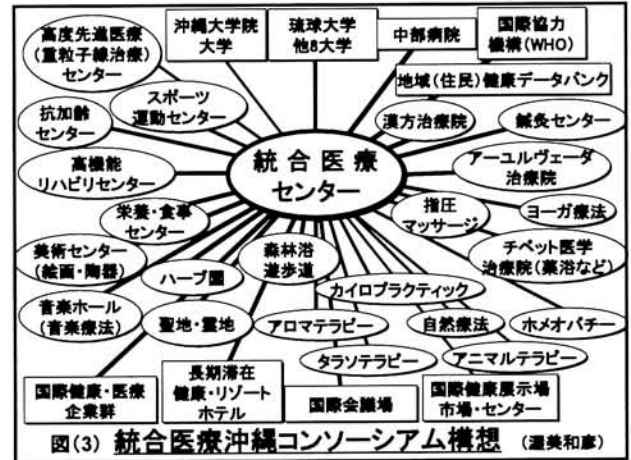 高度先進医療
(重粒子線治療)
センター
沖縄大学院
大学
琉球大学
他8大学
中部病院
国際協力
機構(WHO)
地域(住民)健康データバンク
スポーツ
運動センター
抗加齢
センター
漢方治療院
鍼灸センター
統合医療
センター
高機能
リハビリセンター
アーユルヴェーダ
治療院
栄養・食事
センター
指圧
マッサージ
ヨーガ療法
美術センター
(絵画・陶器)
ハーブ園
森林浴
遊歩道
チベット医学
治療院(薬浴など)
カイロプラクティック
音楽ホール
(音楽療法)
聖地・霊地
アロマテラピー
自然療法
ホメオパチー
タラソテラピー
アニマルテラピー
国際健康・医療
企業群
長期滞在
健康・リゾート
ホテル
国際会議場
国際健康展示場
市場・センター
図(3) 統合医療沖縄コンソーシアム構想 (渥美和彦)